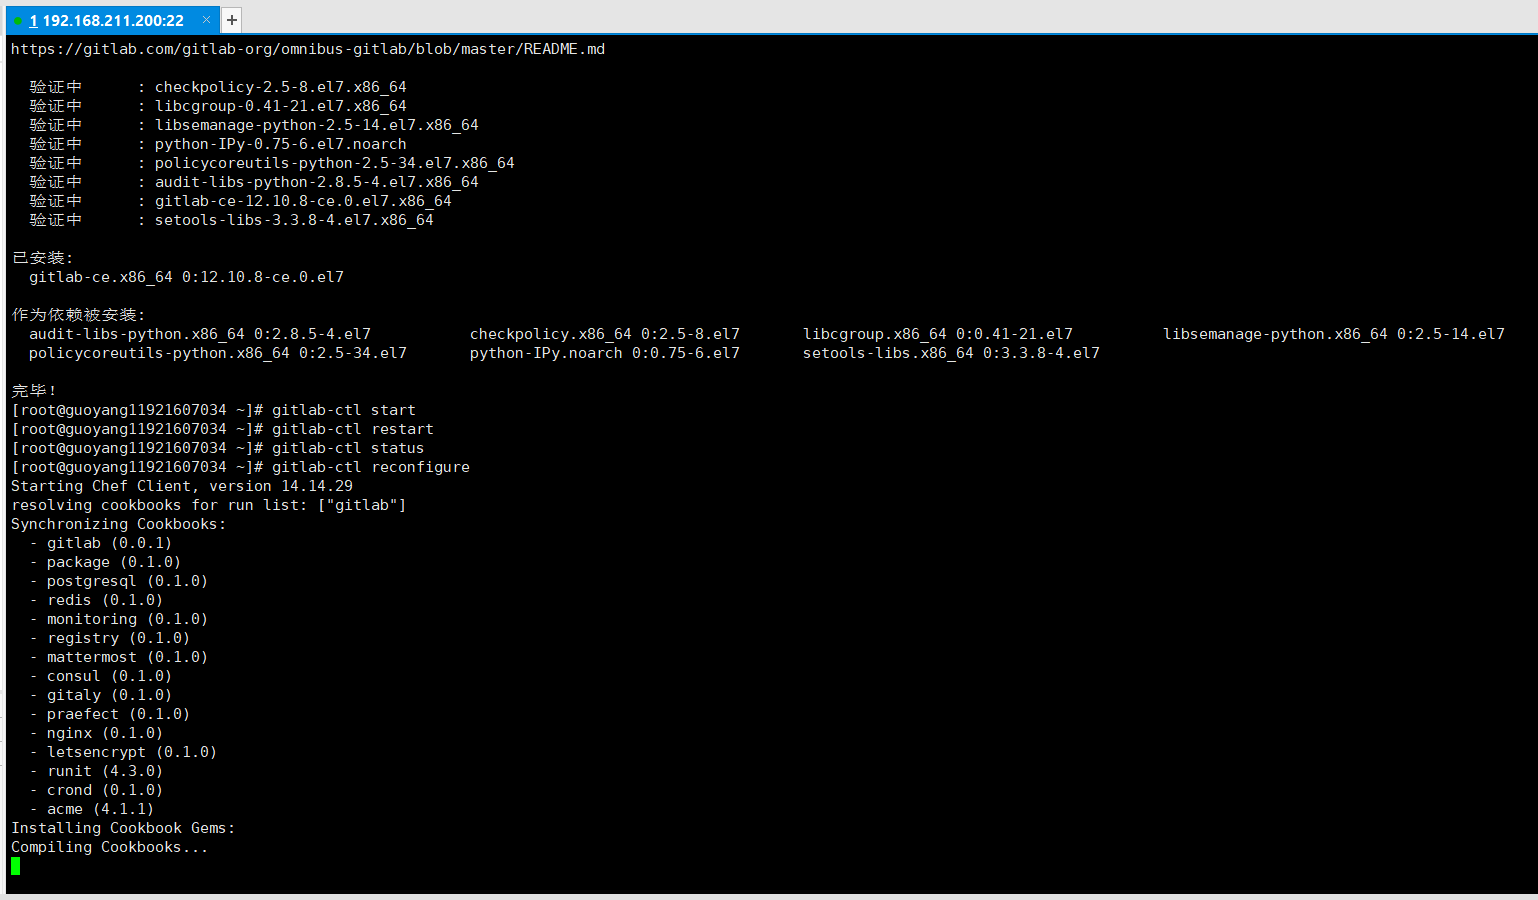 1 192.168.211.200:22 × +
https://gitlab.com/gitlab-org/omnibus-gitlab/blob/master/README.md
验证中 : checkpolicy-2.5-8.el7.x86_64
验证中 : libcgroup-0.41-21.el7.x86_64
验证中 : libsemanage-python-2.5-14.el7.x86_64
验证中 : python-IPy-0.75-6.el7.noarch
验证中 : policycoreutils-python-2.5-34.el7.x86_64
验证中 : audit-libs-python-2.8.5-4.el7.x86_64
验证中 : gitlab-ce-12.10.8-ce.0.el7.x86_64
验证中 : setools-libs-3.3.8-4.el7.x86_64
已安装:
gitlab-ce.x86_64 0:12.10.8-ce.0.el7
作为依赖被安装:
audit-libs-python.x86_64 0:2.8.5-4.el7 checkpolicy.x86_64 0:2.5-8.el7 libcgroup.x86_64 0:0.41-21.el7 libsemanage-python.x86_64 0:2.5-14.el7
policycoreutils-python.x86_64 0:2.5-34.el7 python-IPy.noarch 0:0.75-6.el7 setools-libs.x86_64 0:3.3.8-4.el7
完毕！
[root@guoyang11921607034 ~]# gitlab-ctl start
[root@guoyang11921607034 ~]# gitlab-ctl restart
[root@guoyang11921607034 ~]# gitlab-ctl status
[root@guoyang11921607034 ~]# gitlab-ctl reconfigure
Starting Chef Client, version 14.14.29
resolving cookbooks for run list: ["gitlab"]
Synchronizing Cookbooks:
- gitlab (0.0.1)
- package (0.1.0)
- postgresql (0.1.0)
- redis (0.1.0)
- monitoring (0.1.0)
- registry (0.1.0)
- mattermost (0.1.0)
- consul (0.1.0)
- gitaly (0.1.0)
- praefect (0.1.0)
- nginx (0.1.0)
- letsencrypt (0.1.0)
- runit (4.3.0)
- crond (0.1.0)
- acme (4.1.1)
Installing Cookbook Gems:
Compiling Cookbooks...